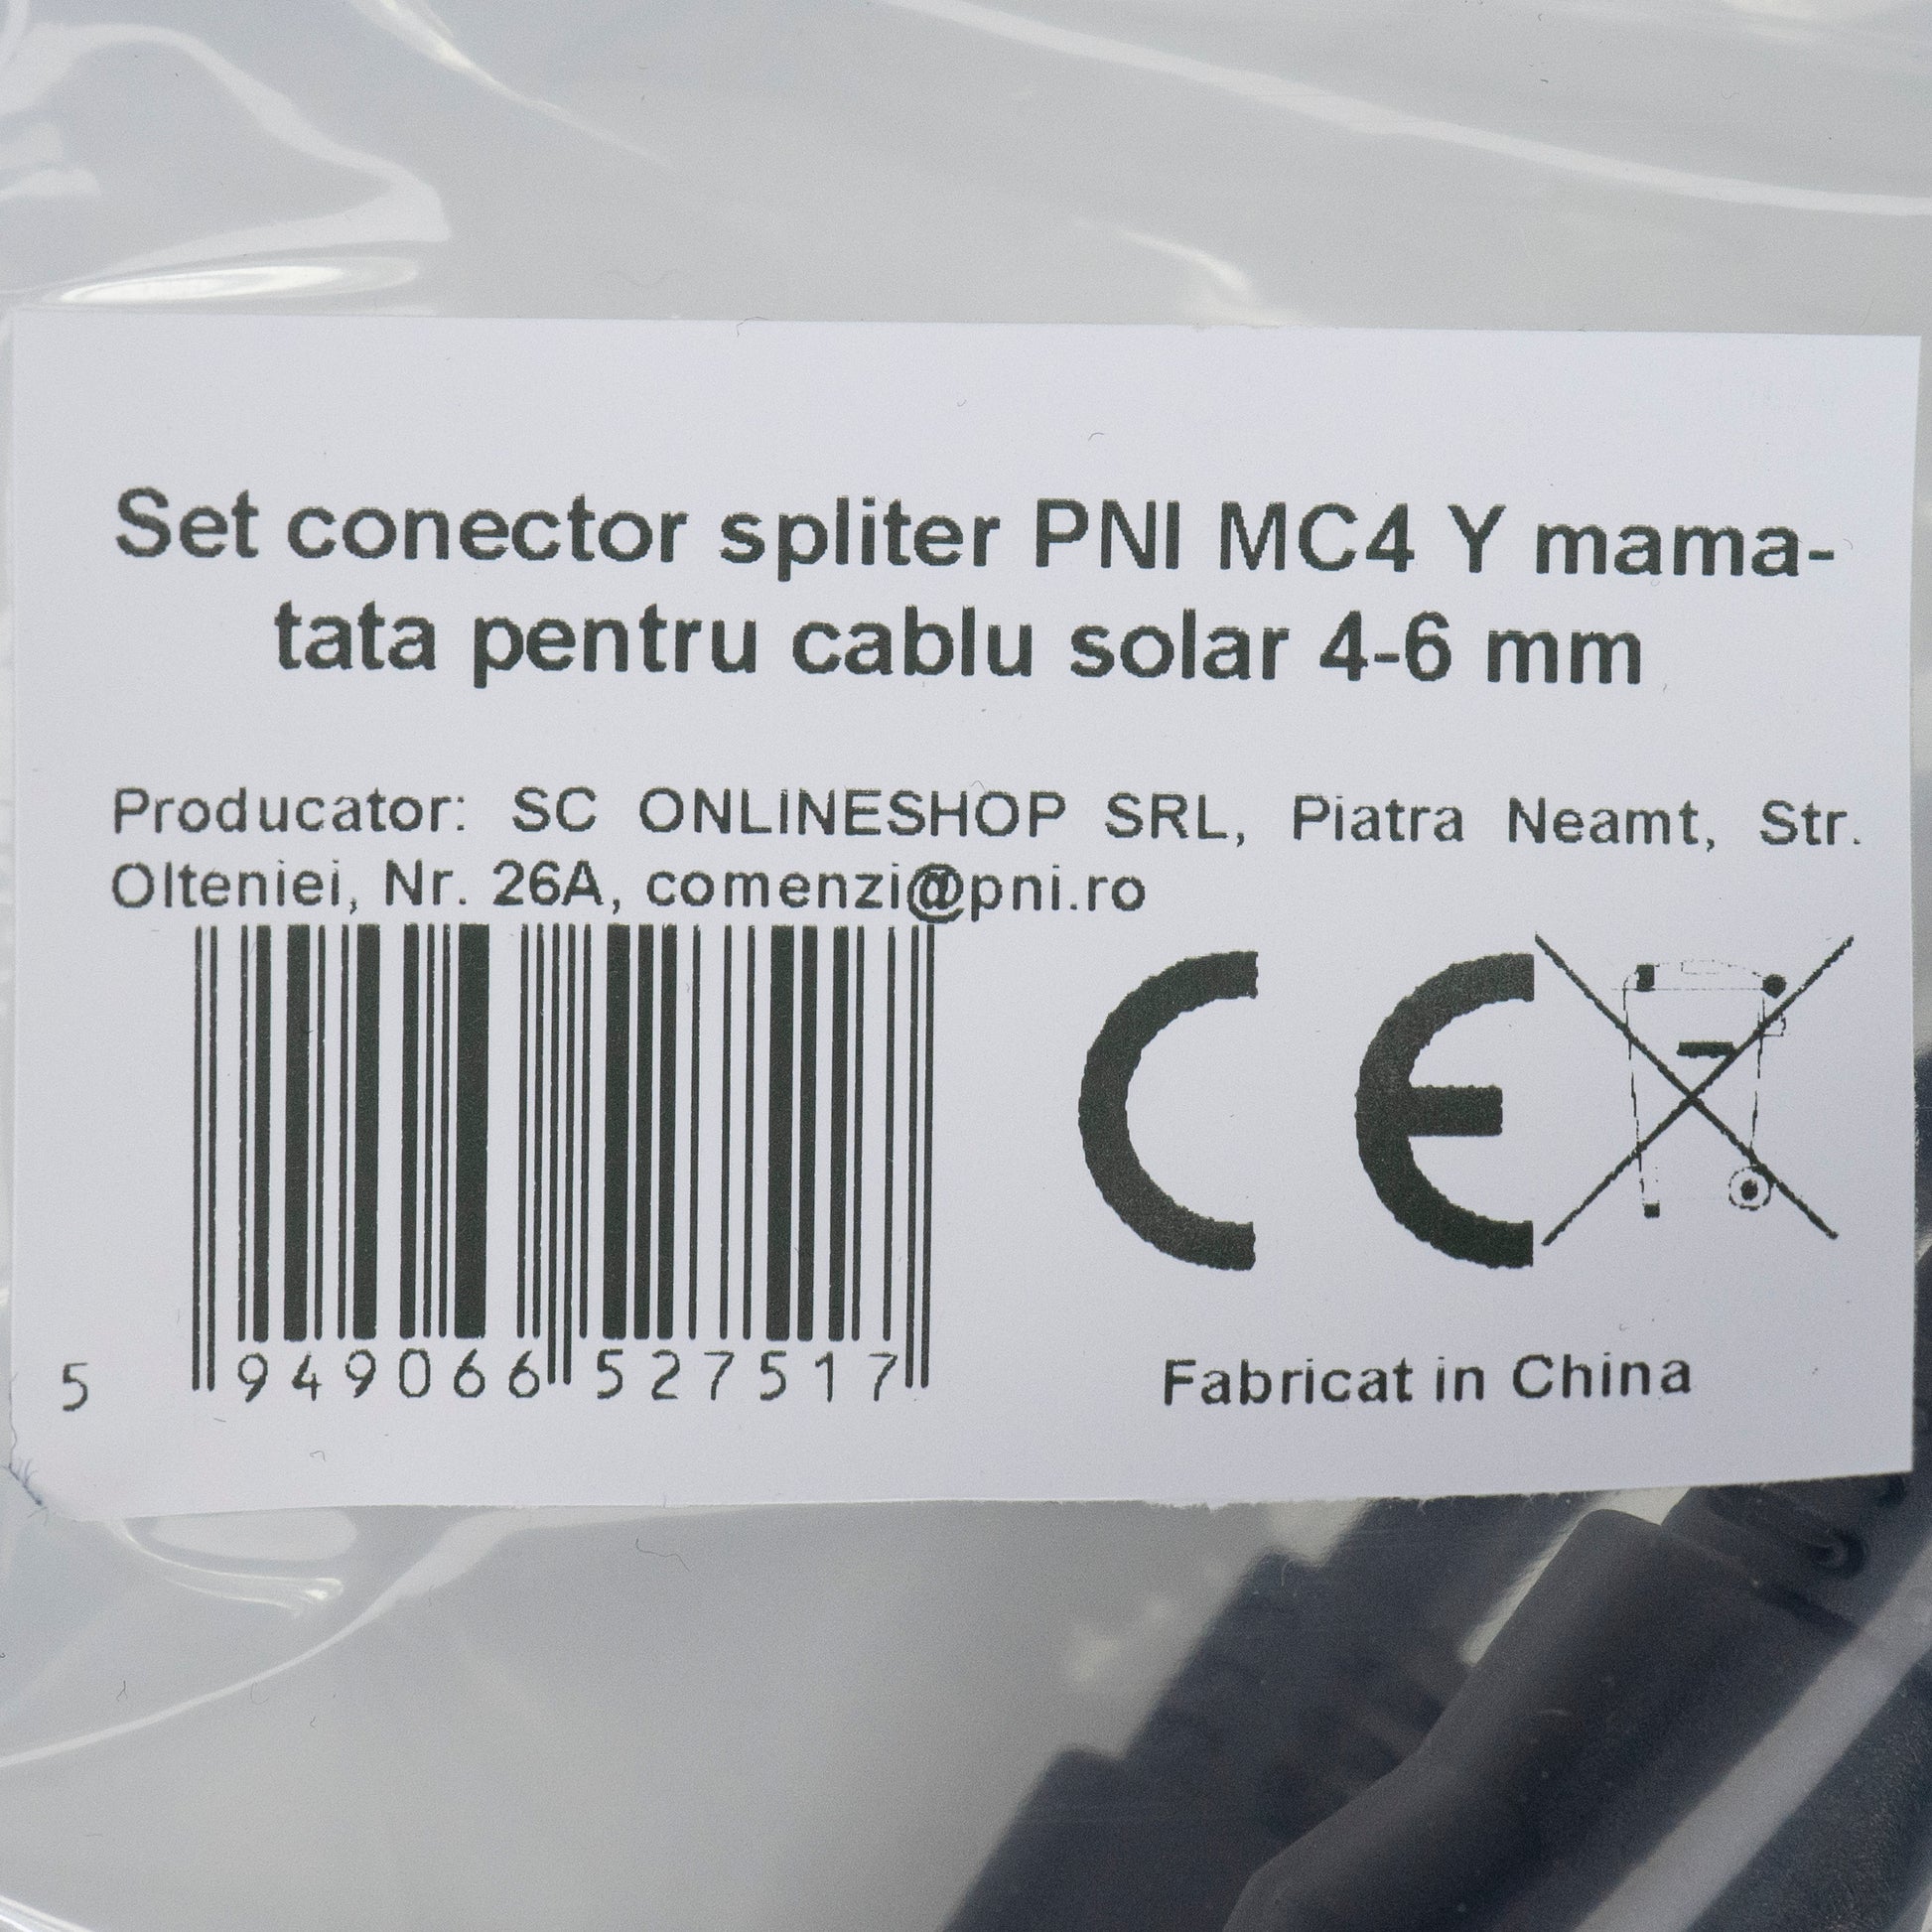 Set conector spliter PNI MC4 Y mama-
tata pentru cablu solar 4-6 mm
Producator: SC ONLINESHOP SRL, Piatra Neamt, Str.
Olteniei, Nr. 26A, comenzi@pni.ro
CE
5 949066 527517
Fabricat in China